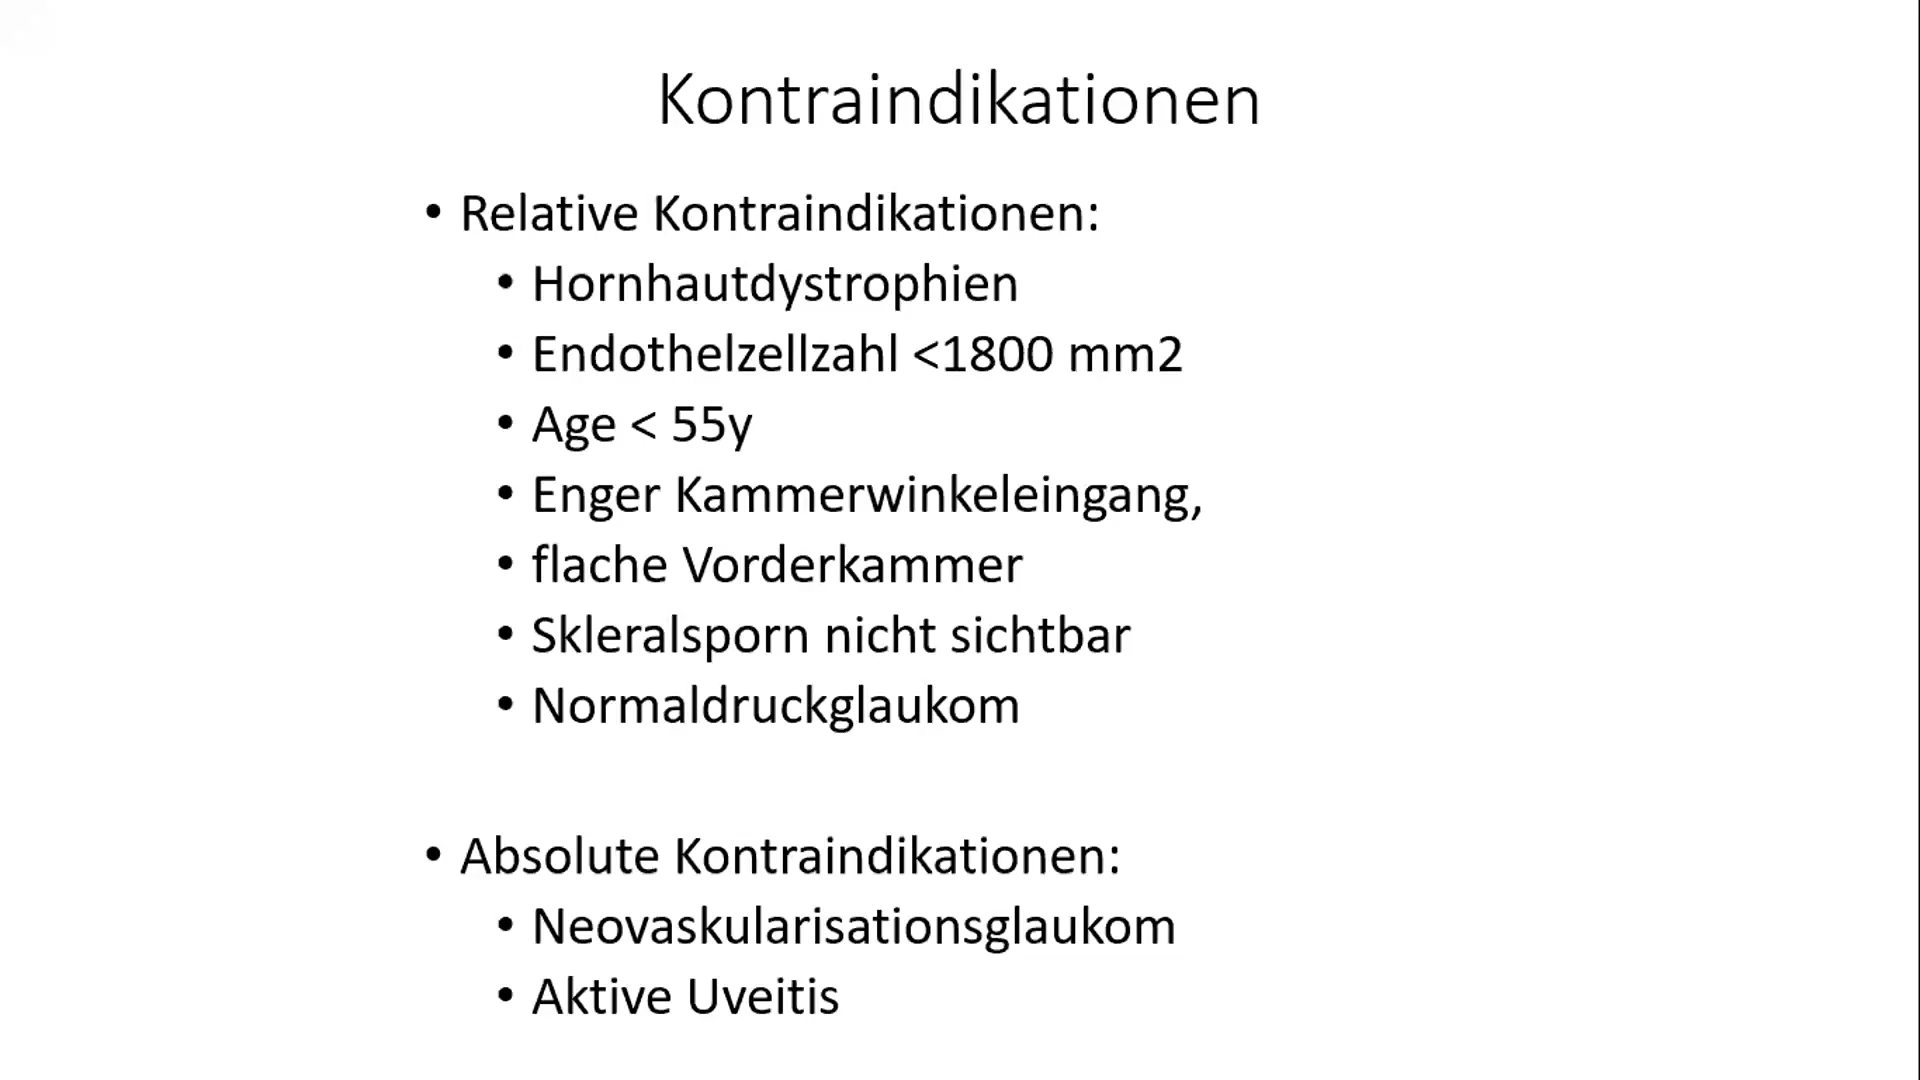 Kontraindikationen
• Relative Kontraindikationen:
• Hornhautdystrophien
• Endothelzellzahl <1800 mm2
• Age < 55y
• Enger Kammerwinkeleingang,
• flache Vorderkammer
• Skleralsporn nicht sichtbar
• Normaldruckglaukom
• Absolute Kontraindikationen:
• Neovaskularisationsglaukom
• Aktive Uveitis